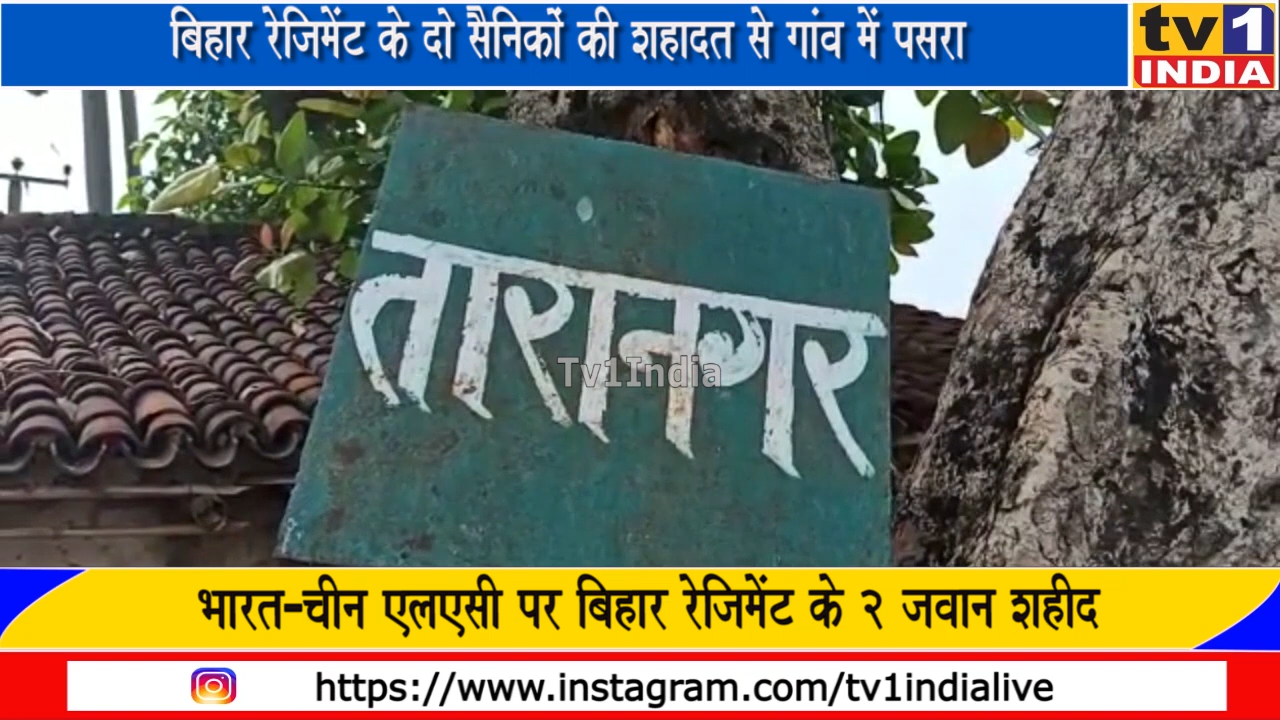 बिहार रेजिमेंट के दो सैनिकों की शहादत से गांव में पसरा
tv1
INDIA
तारानगर
Tv1India
भारत-चीन एलएसी पर बिहार रेजिमेंट के २ जवान शहीद
https://www.instagram.com/tv1indialive